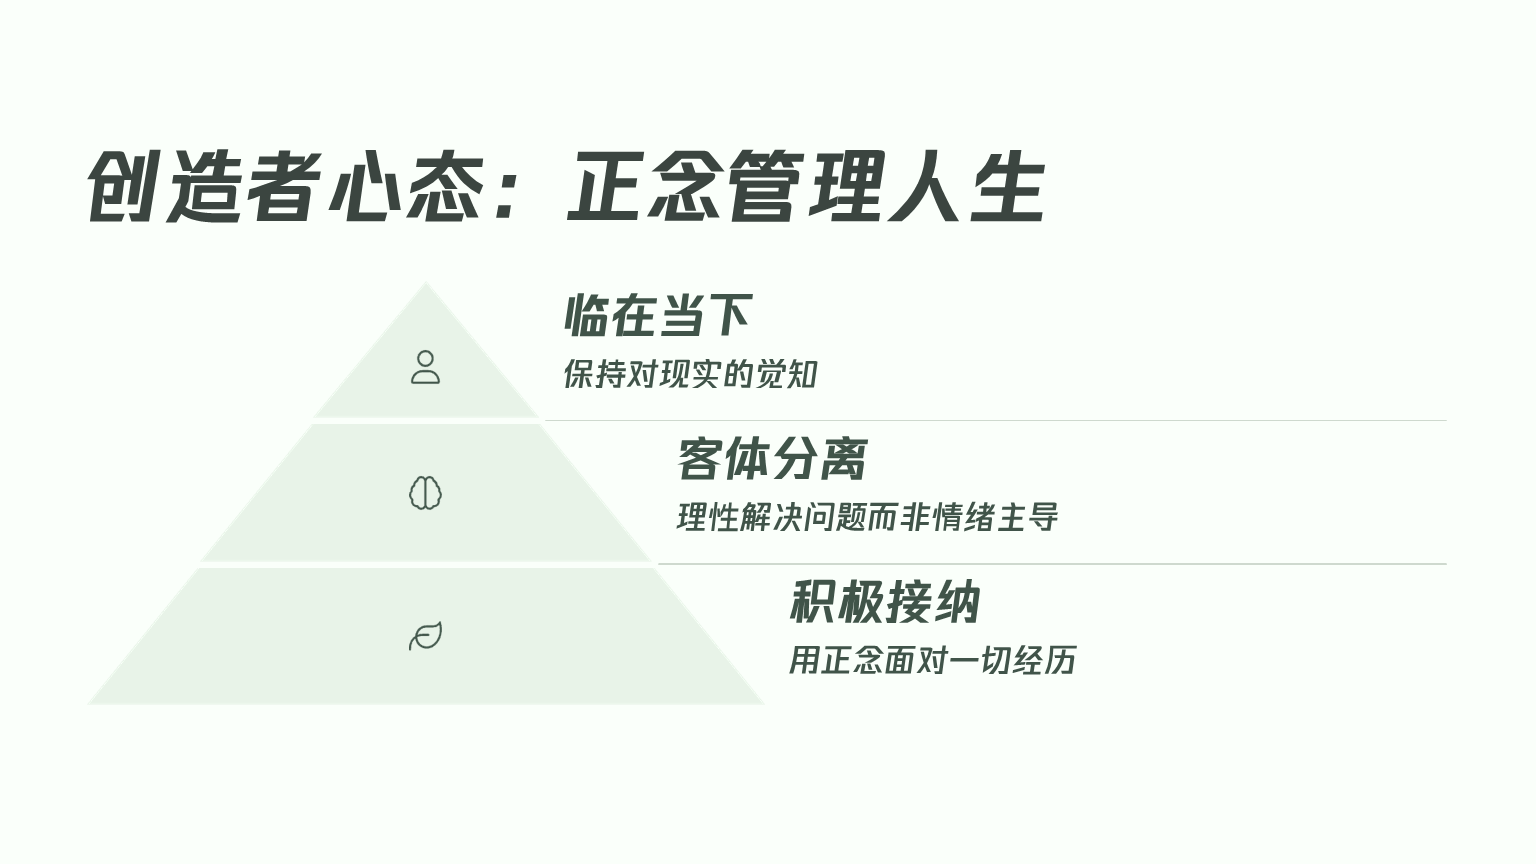 创造者心态：正念管理人生
临在当下
保持对现实的觉知
客体分离
理性解决问题而非情绪主导
积极接纳
用正念面对一切经历